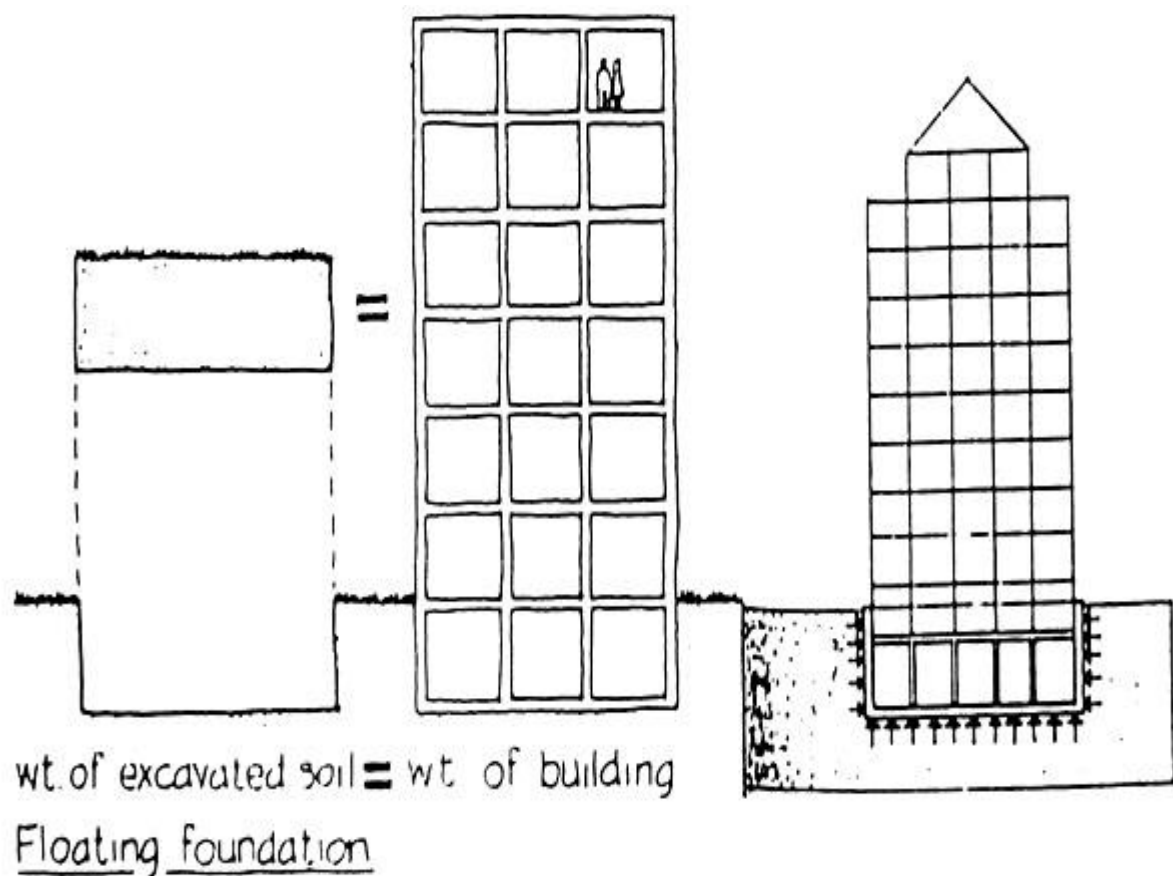 =
wt. of excavated soil = wt of building
Floating foundation